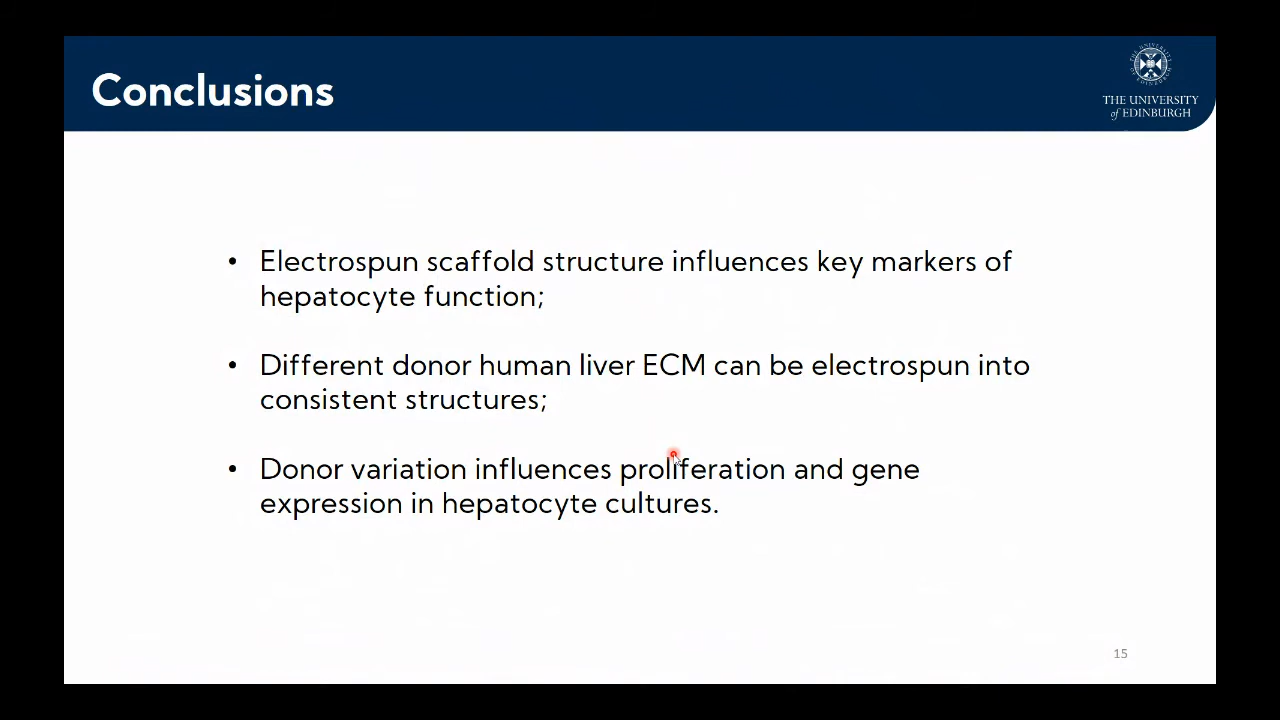 Conclusions
THE UNIVERSITY
of EDINBURGH
• Electrospun scaffold structure influences key markers of
hepatocyte function;
• Different donor human liver ECM can be electrospun into
consistent structures;
• Donor variation influences proliferation and gene
expression in hepatocyte cultures.
15